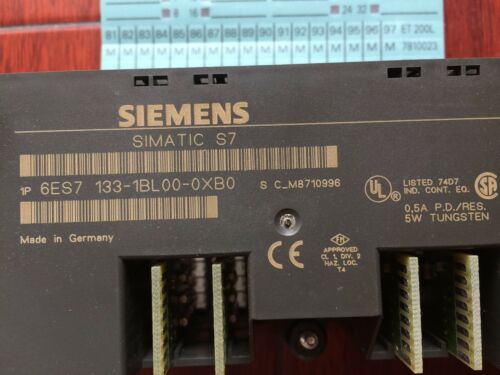 8 16 24 32
81 82 83 84 85 86 87 90 91 92 93 94 95 96 97 ET 200L
M M M M M M M M M M M M M M M 7810023
SIEMENS
SIMATIC S7
1P 6ES7 133-1BL00-0XB0 S C_M8710996
Made in Germany
UL
LISTED 74D7
IND. CONT. EQ.
0,5A P.D./RES.
5W TUNGSTEN
CE
FM
APPROVED
CL 1, DIV. 2
HAZ. LOC.
T4